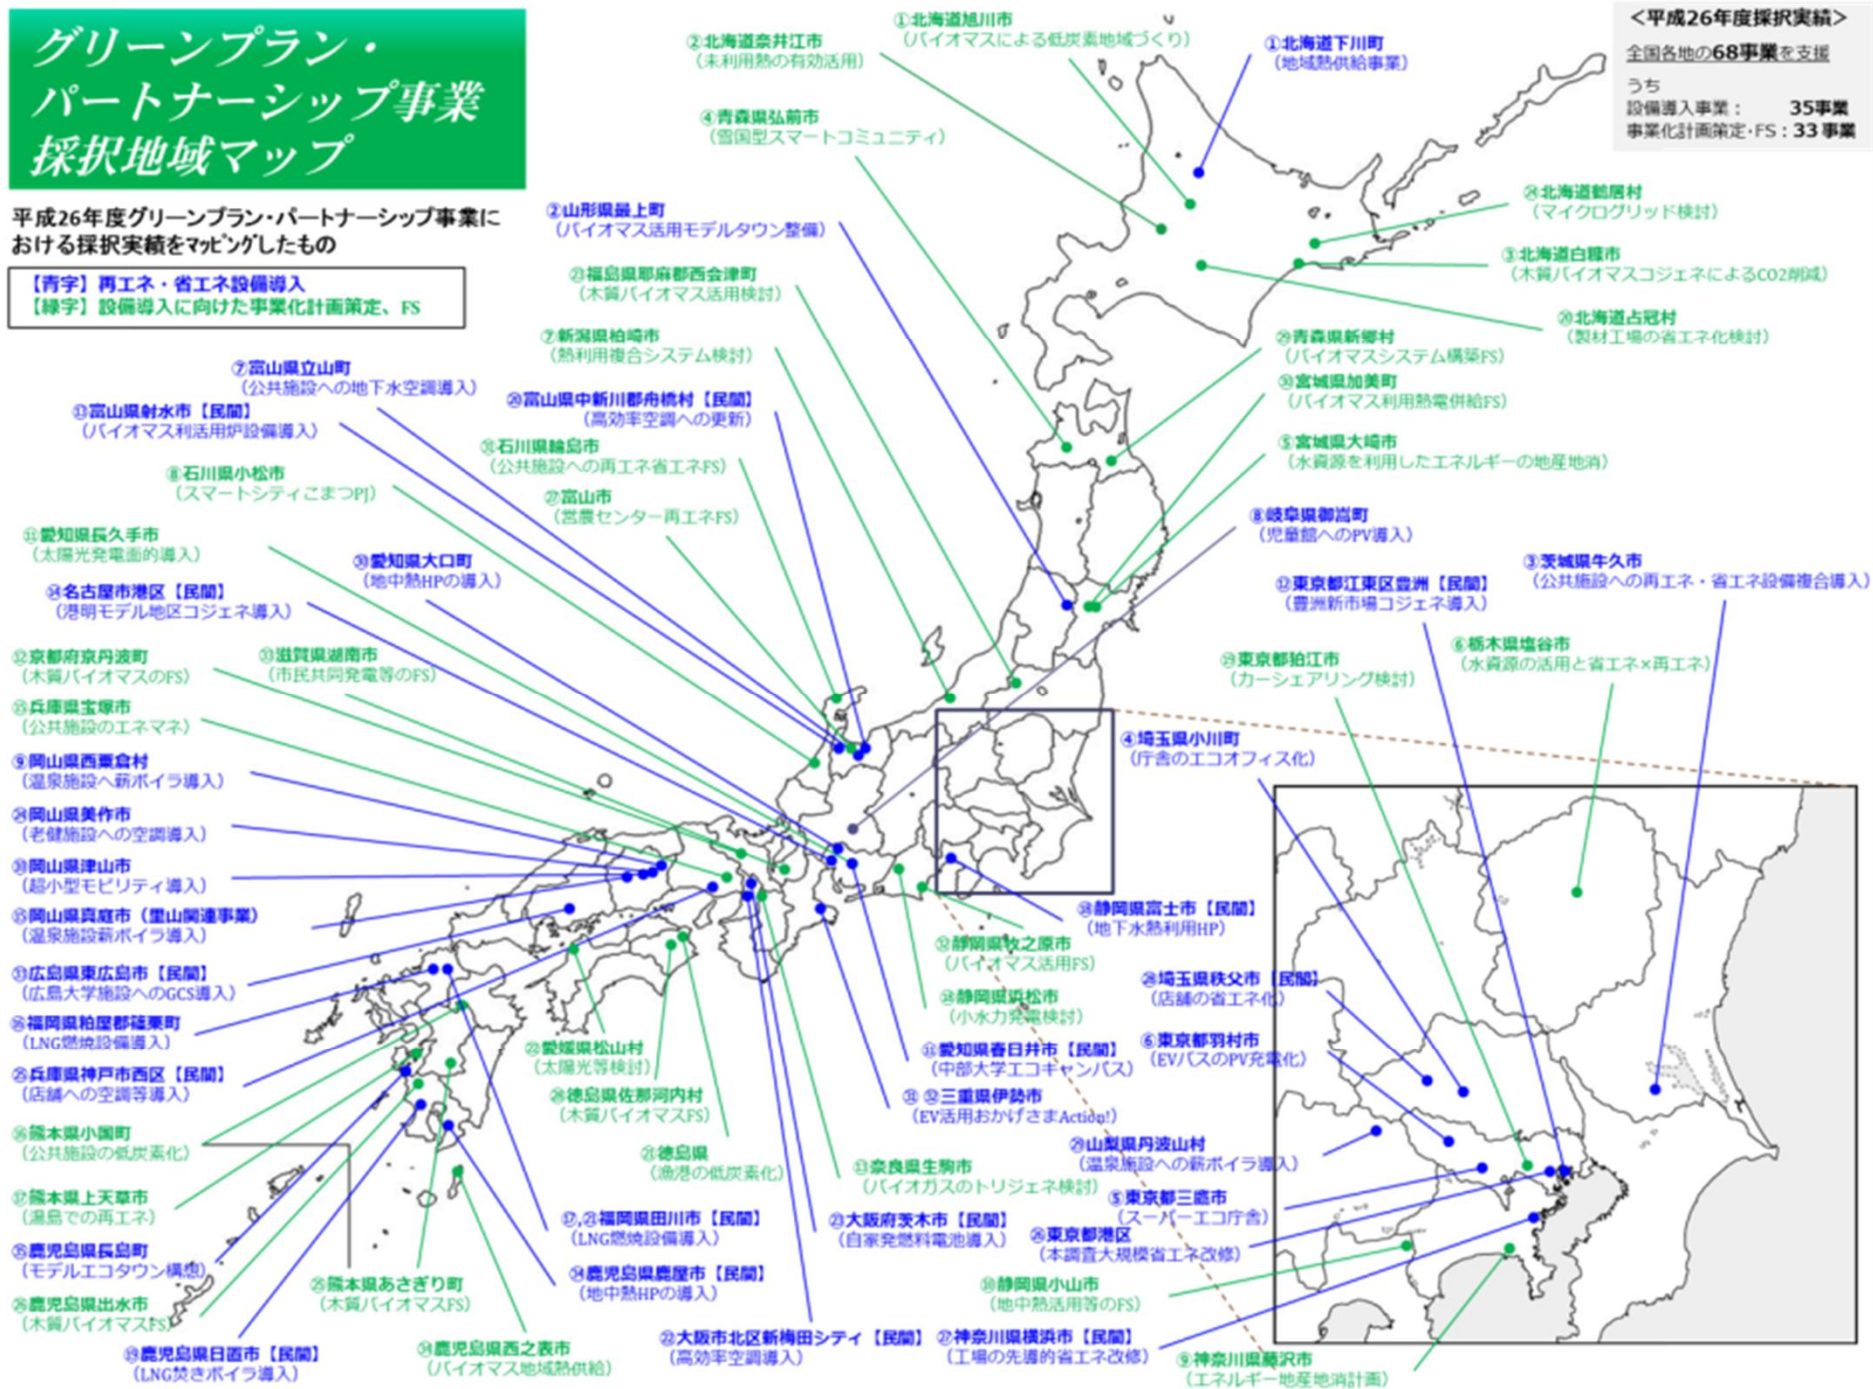 グリーンプラン・
パートナーシップ事業
採択地域マップ
平成26年度グリーンプラン・パートナーシップ事業に
おける採択実績をマッピングしたもの
【青字】再エネ・省エネ設備導入
【緑字】設備導入に向けた事業化計画策定、FS
＜平成26年度採択実績＞
全国各地の68事業を支援
うち
設備導入事業： 35事業
事業化計画策定・FS：33事業
①北海道旭川市
（バイオマスによる低炭素地域づくり）
②北海道奈井江市
（未利用熱の有効活用）
①北海道下川町
（地域熱供給事業）
④青森県弘前市
（雪国型スマートコミュニティ）
㉔北海道鶴居村
（マイクログリッド検討）
②山形県最上町
（バイオマス活用モデルタウン整備）
③北海道白糠市
（木質バイオマスコジェネによるCO2削減）
㉓福島県耶麻郡西会津町
（木質バイオマス活用検討）
⑳北海道占冠村
（製材工場の省エネ化検討）
⑦新潟県柏崎市
（熱利用複合システム検討）
㉙青森県新郷村
（バイオマスシステム構築FS）
⑦富山県立山町
（公共施設への地下水空調導入）
㉚宮城県加美町
（バイオマス利用熱電併給FS）
⑬富山県射水市【民間】
（バイオマス利活用炉設備導入）
⑳富山県中新川郡舟橋村【民間】
（高効率空調への更新）
⑤宮城県大崎市
（水資源を利用したエネルギーの地産地消）
㉛石川県輪島市
（公共施設への再エネ省エネFS）
⑧石川県小松市
（スマートシティこまつPJ）
㉗富山市
（営農センター再エネFS）
⑧岐阜県御嵩町
（児童館へのPV導入）
⑪愛知県長久手市
（太陽光発電面的導入）
㉚愛知県大口町
（地中熱HPの導入）
③茨城県牛久市
（公共施設への再エネ・省エネ設備複合導入）
⑭名古屋市港区【民間】
（港明モデル地区コジェネ導入）
⑫東京都江東区豊洲【民間】
（豊洲新市場コジェネ導入）
⑫京都府京丹波町
（木質バイオマスのFS）
㉝滋賀県湖南市
（市民共同発電等のFS）
⑲東京都狛江市
（カーシェアリング検討）
⑥栃木県塩谷市
（水資源の活用と省エネ×再エネ）
⑮兵庫県宝塚市
（公共施設のエネマネ）
④埼玉県小川町
（庁舎のエコオフィス化）
⑨岡山県西粟倉村
（温泉施設へ薪ボイラ導入）
㉔岡山県美作市
（老健施設への空調導入）
⑩岡山県津山市
（超小型モビリティ導入）
⑮岡山県真庭市（里山関連事業）
（温泉施設薪ボイラ導入）
⑱静岡県富士市【民間】
（地下水熱利用HP）
㉜静岡県牧之原市
（バイオマス活用FS）
㉝広島県東広島市【民間】
（広島大学施設へのGCS導入）
㉘埼玉県秩父市【民間】
（店舗の省エネ化）
⑱静岡県浜松市
（小水力発電検討）
⑯福岡県粕屋郡篠栗町
（LNG燃焼設備導入）
⑥東京都羽村市
（EVバスのPV充電化）
㉒愛媛県松山村
（太陽光等検討）
⑪愛知県春日井市【民間】
（中部大学エコキャンパス）
㉕兵庫県神戸市西区【民間】
（店舗への空調等導入）
㉘徳島県佐那河内村
（木質バイオマスFS）
㉛㉜三重県伊勢市
（EV活用おかげさまAction!）
⑯熊本県小国町
（公共施設の低炭素化）
㉑徳島県
（漁港の低炭素化）
⑬奈良県生駒市
（バイオガスのトリジェネ検討）
㉙山梨県丹波山村
（温泉施設への薪ボイラ導入）
⑰熊本県上天草市
（湯島での再エネ）
⑤東京都三鷹市
（スーパーエコ庁舎）
⑰,㉑福岡県田川市【民間】
（LNG燃焼設備導入）
㉓大阪府茨木市【民間】
（自家発燃料電池導入）
㉖東京都港区
（本調査大規模省エネ改修）
㉟鹿児島県長島町
（モデルエコタウン構想）
㉕熊本県あさぎり町
（木質バイオマスFS）
㉞鹿児島県鹿屋市【民間】
（地中熱HPの導入）
⑩静岡県小山市
（地中熱活用等のFS）
㉖鹿児島県出水市
（木質バイオマスFS）
⑲鹿児島県日置市【民間】
（LNG焚きボイラ導入）
⑭鹿児島県西之表市
（バイオマス地域熱供給）
㉒大阪市北区新梅田シティ【民間】
（高効率空調導入）
㉗神奈川県横浜市【民間】
（工場の先導的省エネ改修）
⑨神奈川県藤沢市
（エネルギー地産地消計画）